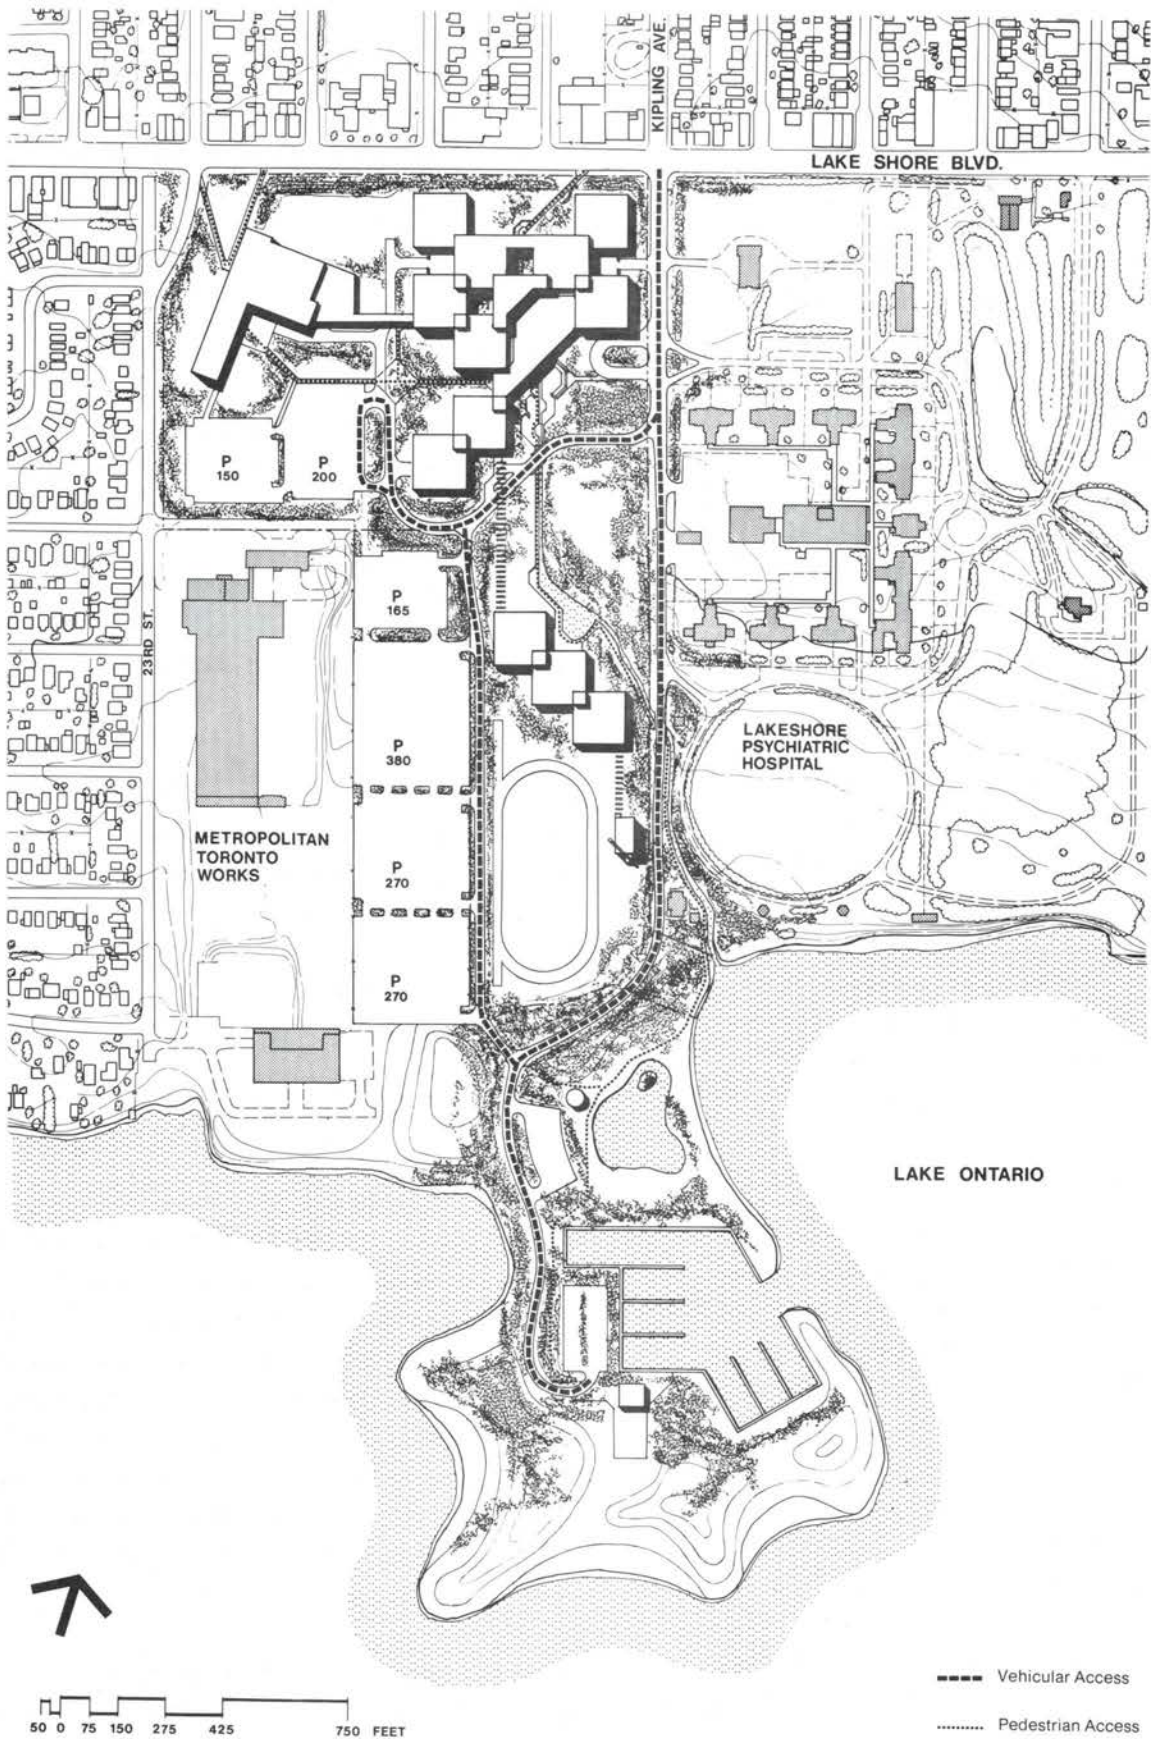 KIPLING AVE.
LAKE SHORE BLVD.
P
150
P
200
P
165
23RD ST.
LAKESHORE
PSYCHIATRIC
HOSPITAL
P
380
METROPOLITAN
TORONTO
WORKS
P
270
P
270
LAKE ONTARIO
Vehicular Access
50 0 75 150 275 425 750 FEET
Pedestrian Access